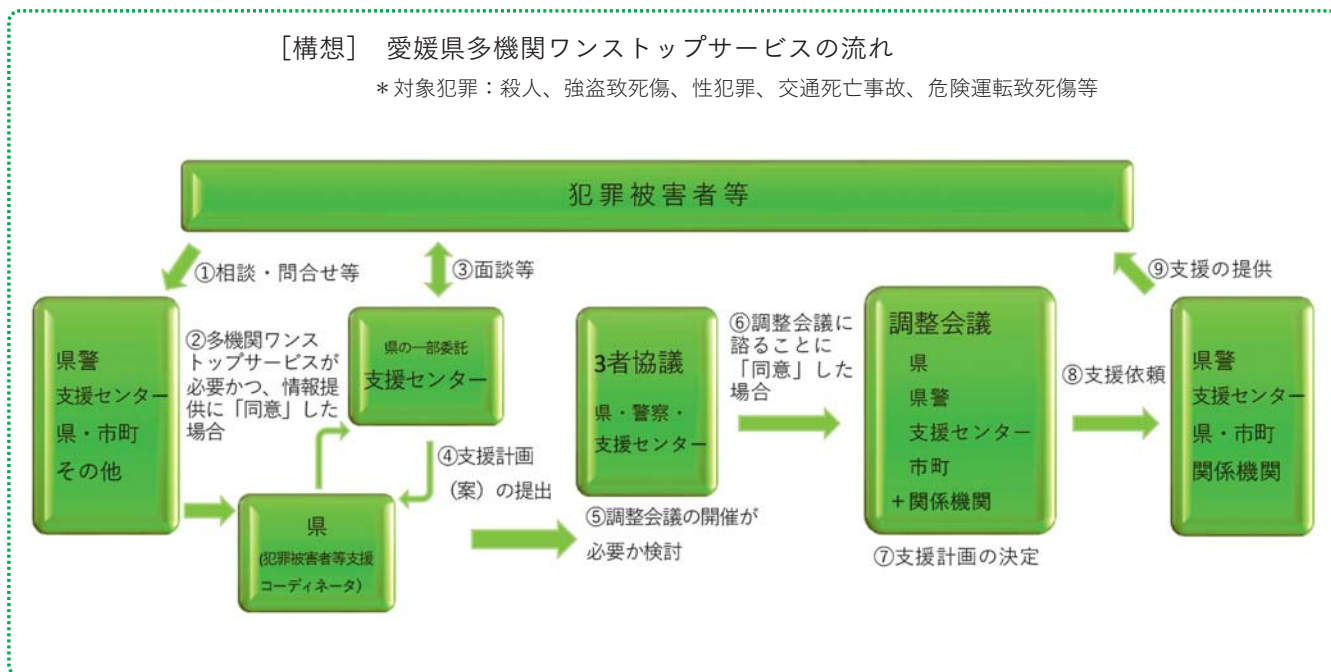 [構想] 愛媛県多機関ワンストップサービスの流れ
*対象犯罪：殺人、強盗致死傷、性犯罪、交通死亡事故、危険運転致死傷等
犯罪被害者等
①相談・問合せ等
県警
支援センター
県・市町
その他
②多機関ワンス
トップサービスが
必要かつ、情報提
供に「同意」した
場合
県
(犯罪被害者等支援
コーディネータ)
③面談等
県の一部委託
支援センター
④支援計画
(案）の提出
3者協議
県・警察・
支援センター
⑤調整会議の開催が
必要か検討
⑥調整会議に
諮ることに
「同意」した
場合
調整会議
県
県警
支援センター
市町
+関係機関
⑦支援計画の決定
⑧支援依頼
⑨支援の提供
県警
支援センター
県・市町
関係機関